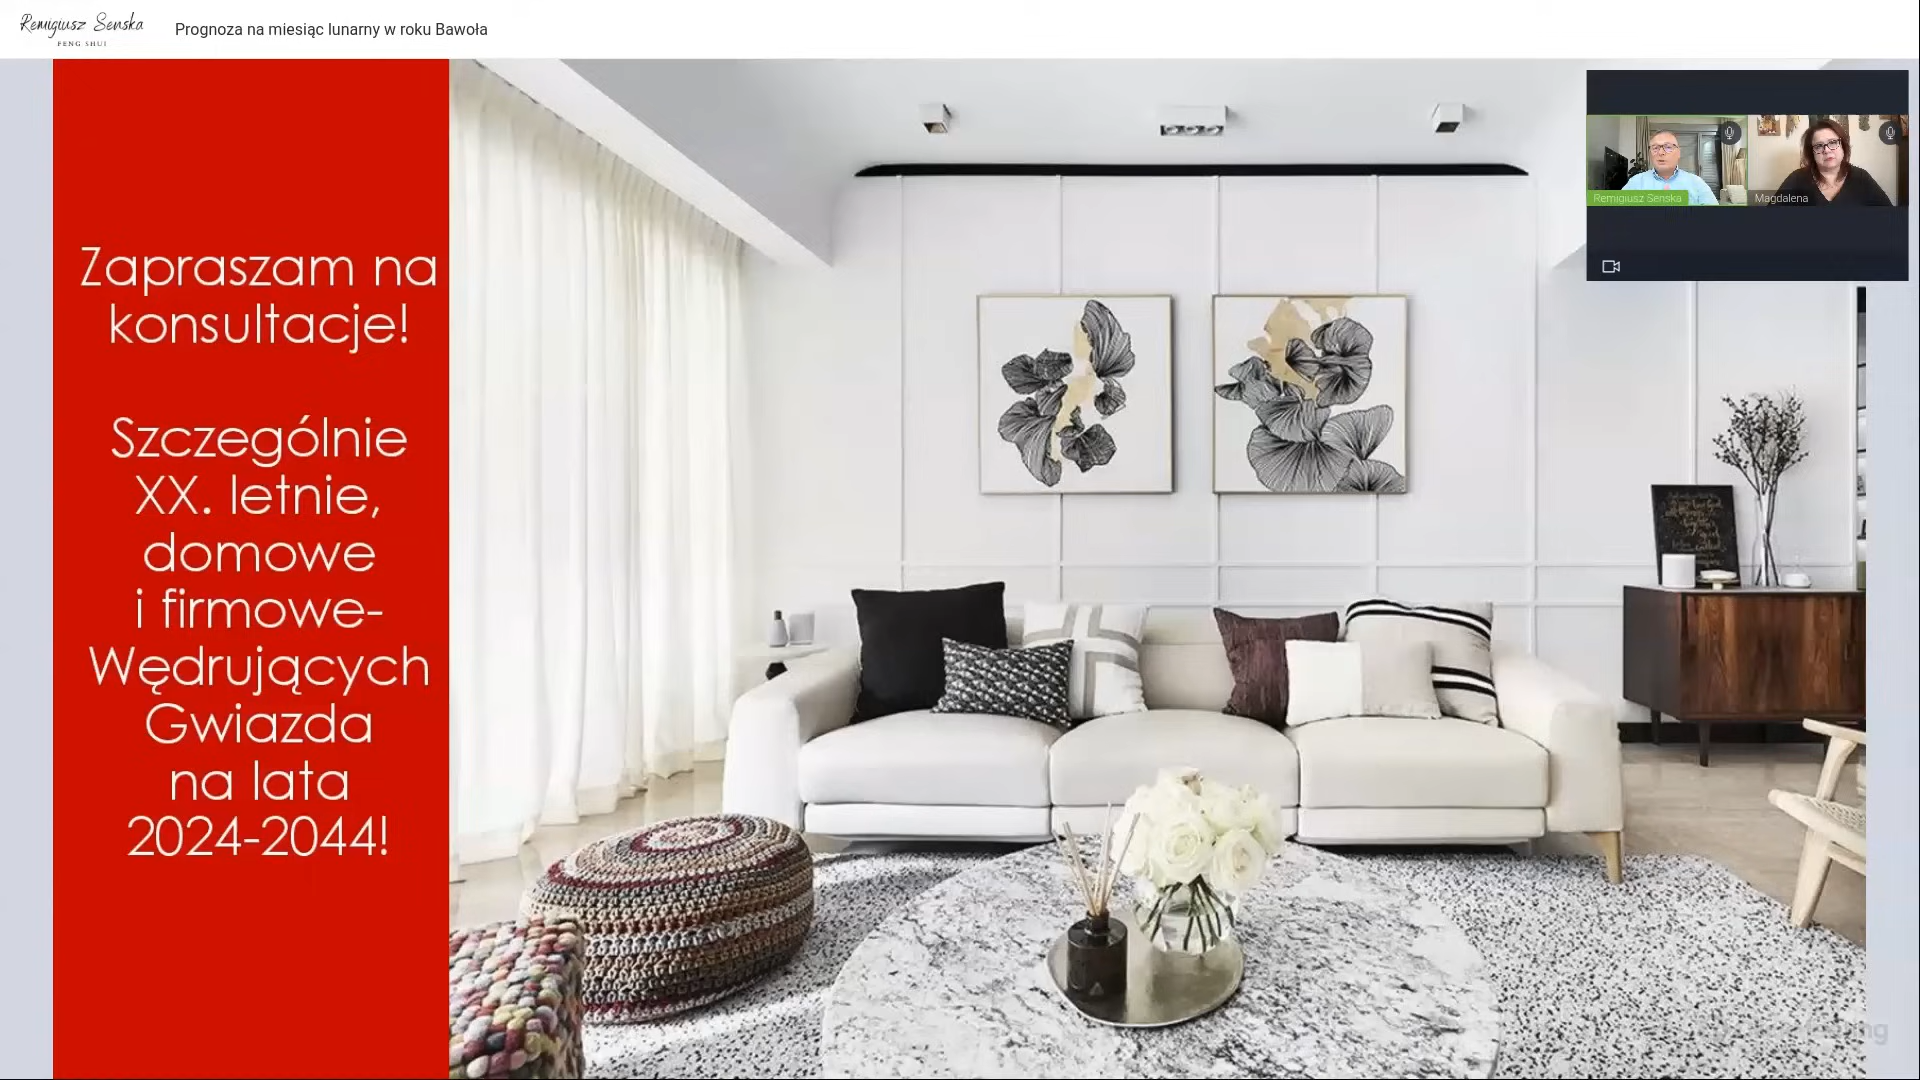 Remigiusz Senska
FENG SHUI
Prognoza na miesiąc lunarny w roku Bawoła
Zapraszam na
konsultacje!
Szczególnie
XX. letnie,
domowe
i firmowe-
Wędrujących
Gwiazda
na lata
2024-2044!
Remigiusz Senska
Magdalena